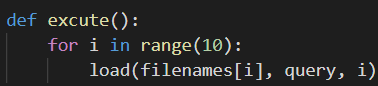 def excute():
    for i in range(10):
        load(filenames[i], query, i)